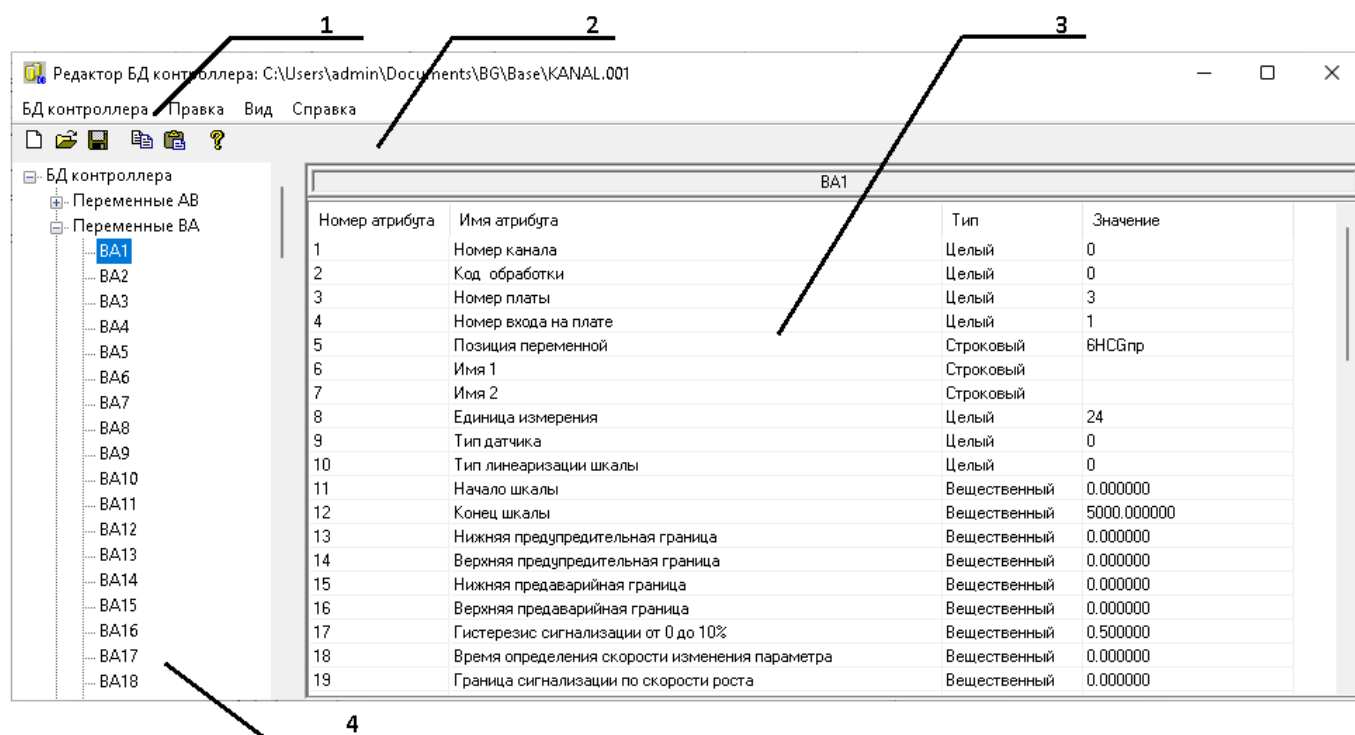 1 2 3
Редактор БД контроллера: C:\Users\admin\Documents\BG\Base\KANAL.001
БД контроллера Правка Вид Справка
БД контроллера
Переменные АВ
Переменные ВА
ВА1
ВА2
ВА3
ВА4
ВА5
ВА6
ВА7
ВА8
ВА9
ВА10
ВА11
ВА12
ВА13
ВА14
ВА15
ВА16
ВА17
ВА18
ВА1
Номер атрибута Имя атрибута Тип Значение
1 Номер канала Целый 0
2 Код обработки Целый 0
3 Номер платы Целый 3
4 Номер входа на плате Целый 1
5 Позиция переменной Строковый 6HCGпр
6 Имя 1 Строковый
7 Имя 2 Строковый
8 Единица измерения Целый 24
9 Тип датчика Целый 0
10 Тип линеаризации шкалы Целый 0
11 Начало шкалы Вещественный 0.000000
12 Конец шкалы Вещественный 5000.000000
13 Нижняя предупредительная граница Вещественный 0.000000
14 Верхняя предупредительная граница Вещественный 0.000000
15 Нижняя предаварийная граница Вещественный 0.000000
16 Верхняя предаварийная граница Вещественный 0.000000
17 Гистерезис сигнализации от 0 до 10% Вещественный 0.500000
18 Время определения скорости изменения параметра Вещественный 0.000000
19 Граница сигнализации по скорости роста Вещественный 0.000000
4